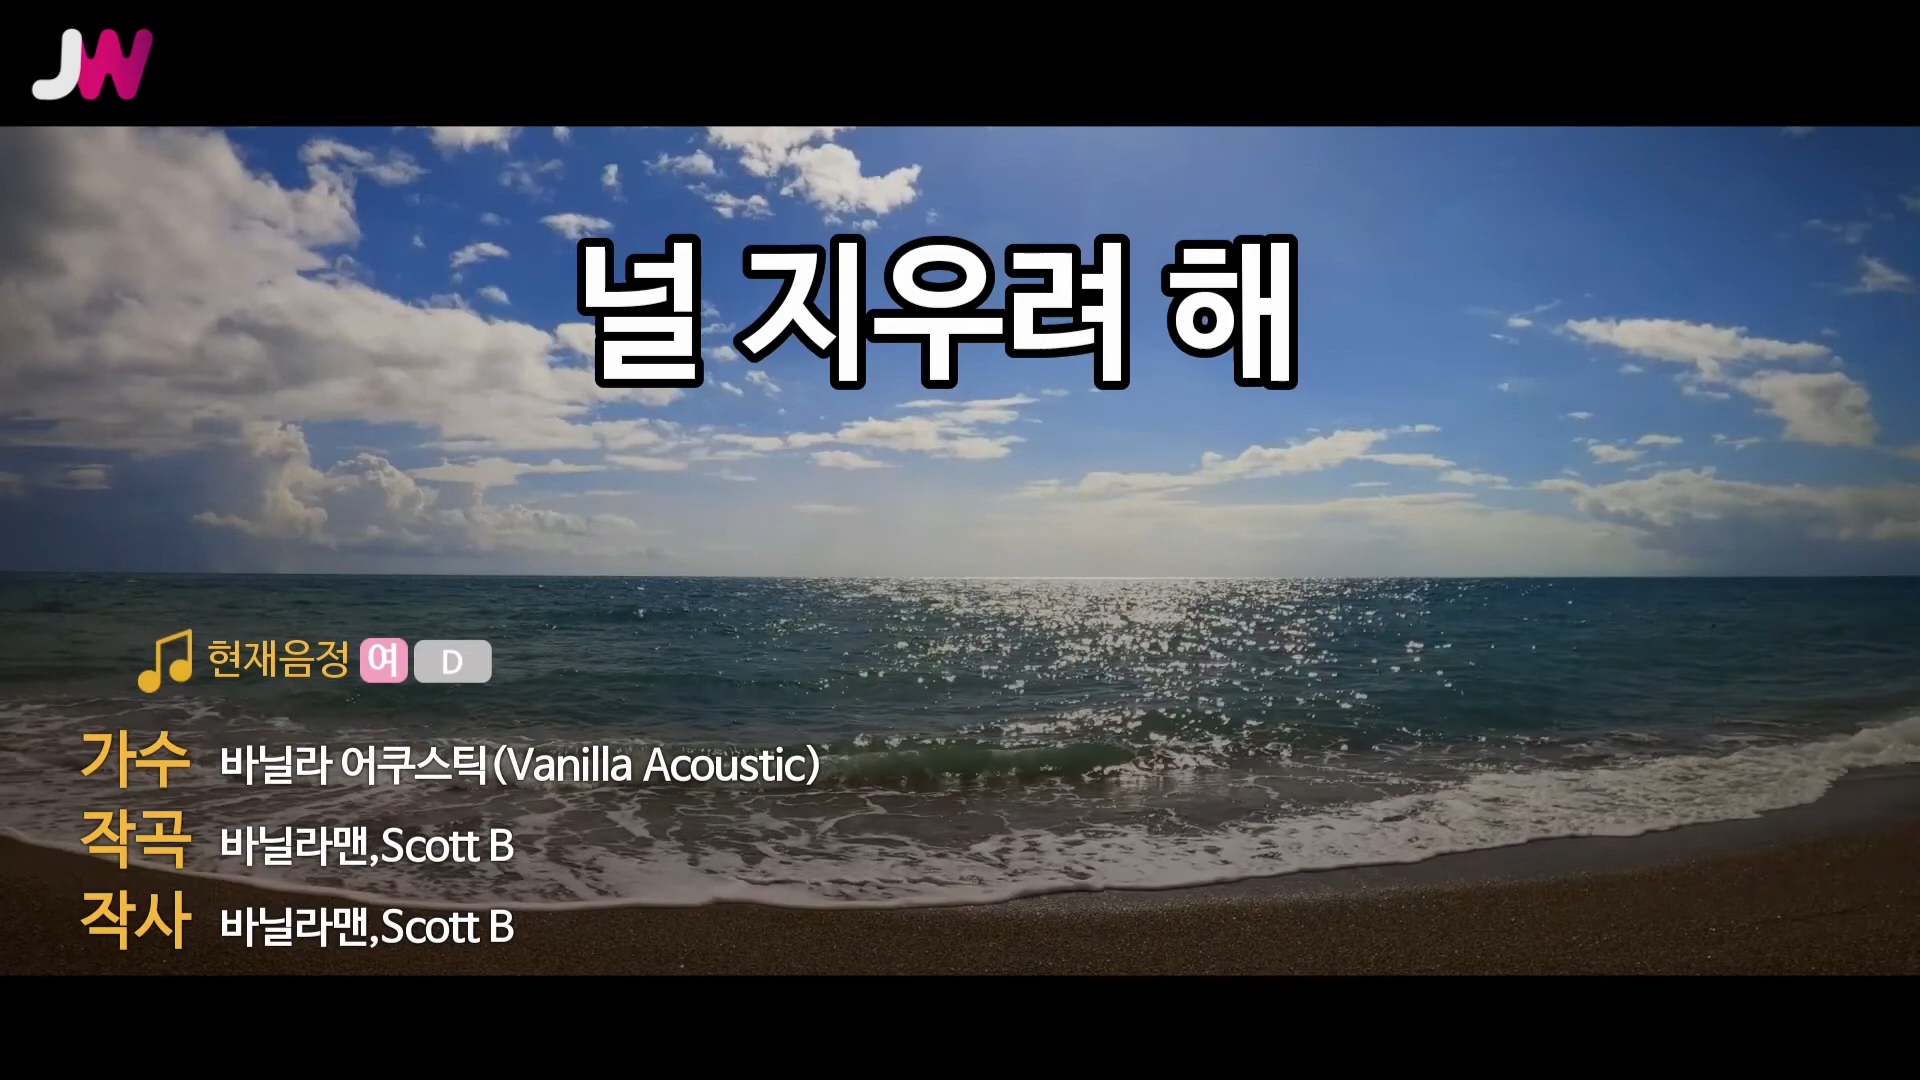 JW
널 지우려 해
현재음정 여 D
가수 바닐라 어쿠스틱(Vanilla Acoustic)
작곡 바닐라맨,Scott B
작사 바닐라맨,Scott B